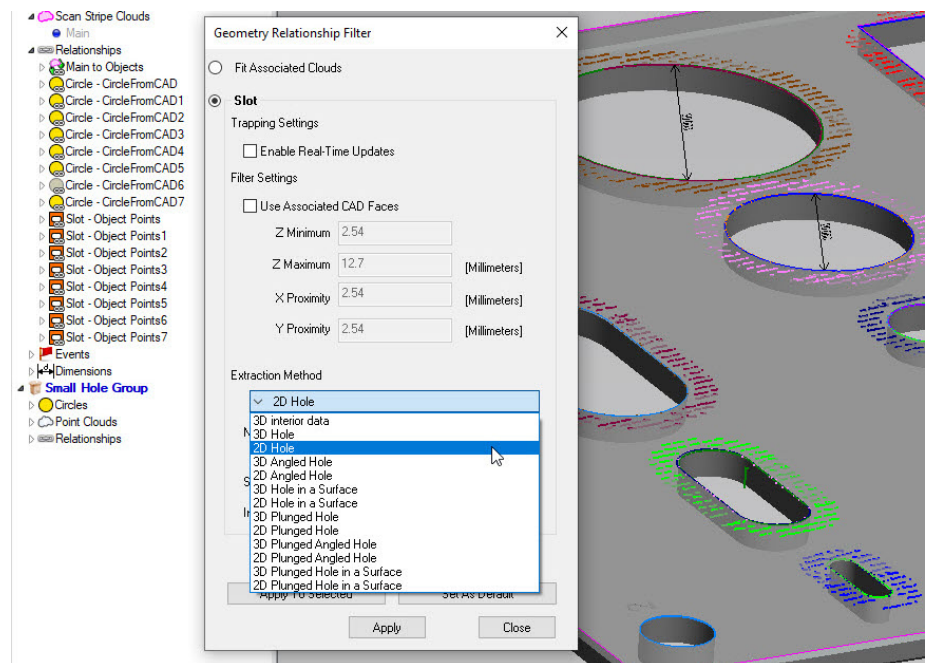 Scan Stripe Clouds
Main
Relationships
Main to Objects
Circle - CircleFromCAD
Circle - CircleFromCAD1
Circle - CircleFromCAD2
Circle - CircleFromCAD3
Circle - CircleFromCAD4
Circle - CircleFromCAD5
Circle - CircleFromCAD6
Circle - CircleFromCAD7
Slot - Object Points
Slot - Object Points1
Slot - Object Points2
Slot - Object Points3
Slot - Object Points4
Slot - Object Points5
Slot - Object Points6
Slot - Object Points7
Events
Dimensions
Small Hole Group
Circles
Point Clouds
Relationships
Geometry Relationship Filter
Fit Associated Clouds
Slot
Trapping Settings
Enable Real-Time Updates
Filter Settings
Use Associated CAD Faces
Z Minimum 2.54
Z Maximum 12.7 [Millimeters]
X Proximity 2.54 [Millimeters]
Y Proximity 2.54 [Millimeters]
Extraction Method
2D Hole
3D interior data
3D Hole
2D Hole
3D Angled Hole
2D Angled Hole
3D Hole in a Surface
2D Hole in a Surface
3D Plunged Hole
2D Plunged Hole
3D Plunged Angled Hole
2D Plunged Angled Hole
3D Plunged Hole in a Surface
2D Plunged Hole in a Surface
Apply To Selected Set As Default
Apply Close